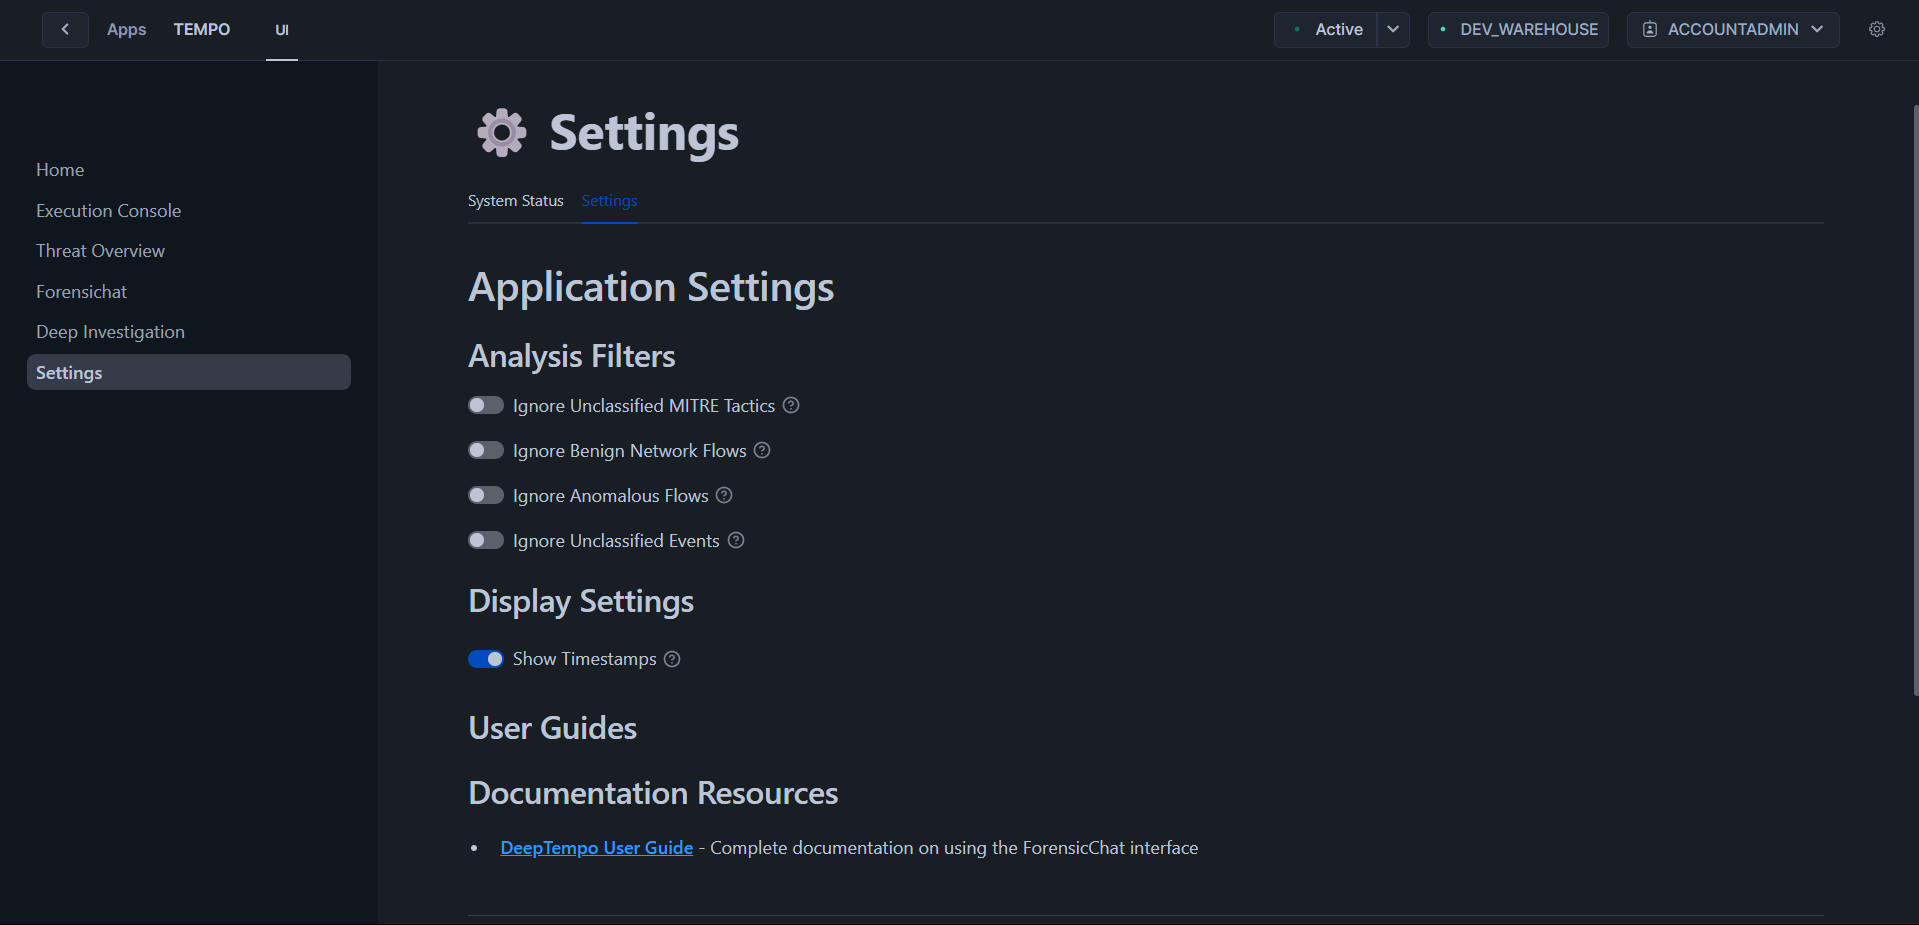 Apps TEMPO UI Active DEV_WAREHOUSE ACCOUNTADMIN
Home
Execution Console
Threat Overview
Forensichat
Deep Investigation
Settings
Settings
System Status Settings
Application Settings
Analysis Filters
Ignore Unclassified MITRE Tactics
Ignore Benign Network Flows
Ignore Anomalous Flows
Ignore Unclassified Events
Display Settings
Show Timestamps
User Guides
Documentation Resources
• DeepTempo User Guide - Complete documentation on using the ForensicChat interface